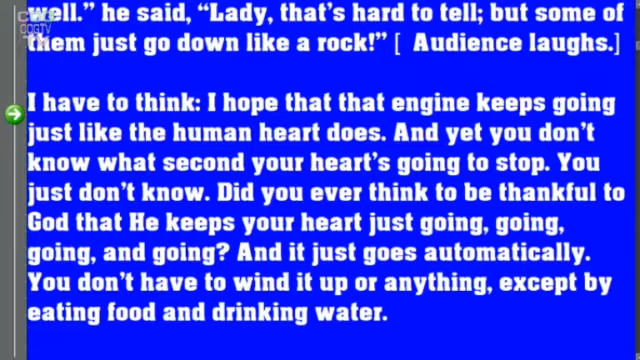 well.” he said, “Lady, that’s hard to tell; but some of
them just go down like a rock!” [  Audience laughs.]
I have to think: I hope that that engine keeps going
just like the human heart does. And yet you don’t
know what second your heart’s going to stop. You
just don’t know. Did you ever think to be thankful to
God that He keeps your heart just going, going,
going, and going? And it just goes automatically.
You don’t have to wind it up or anything, except by
eating food and drinking water.